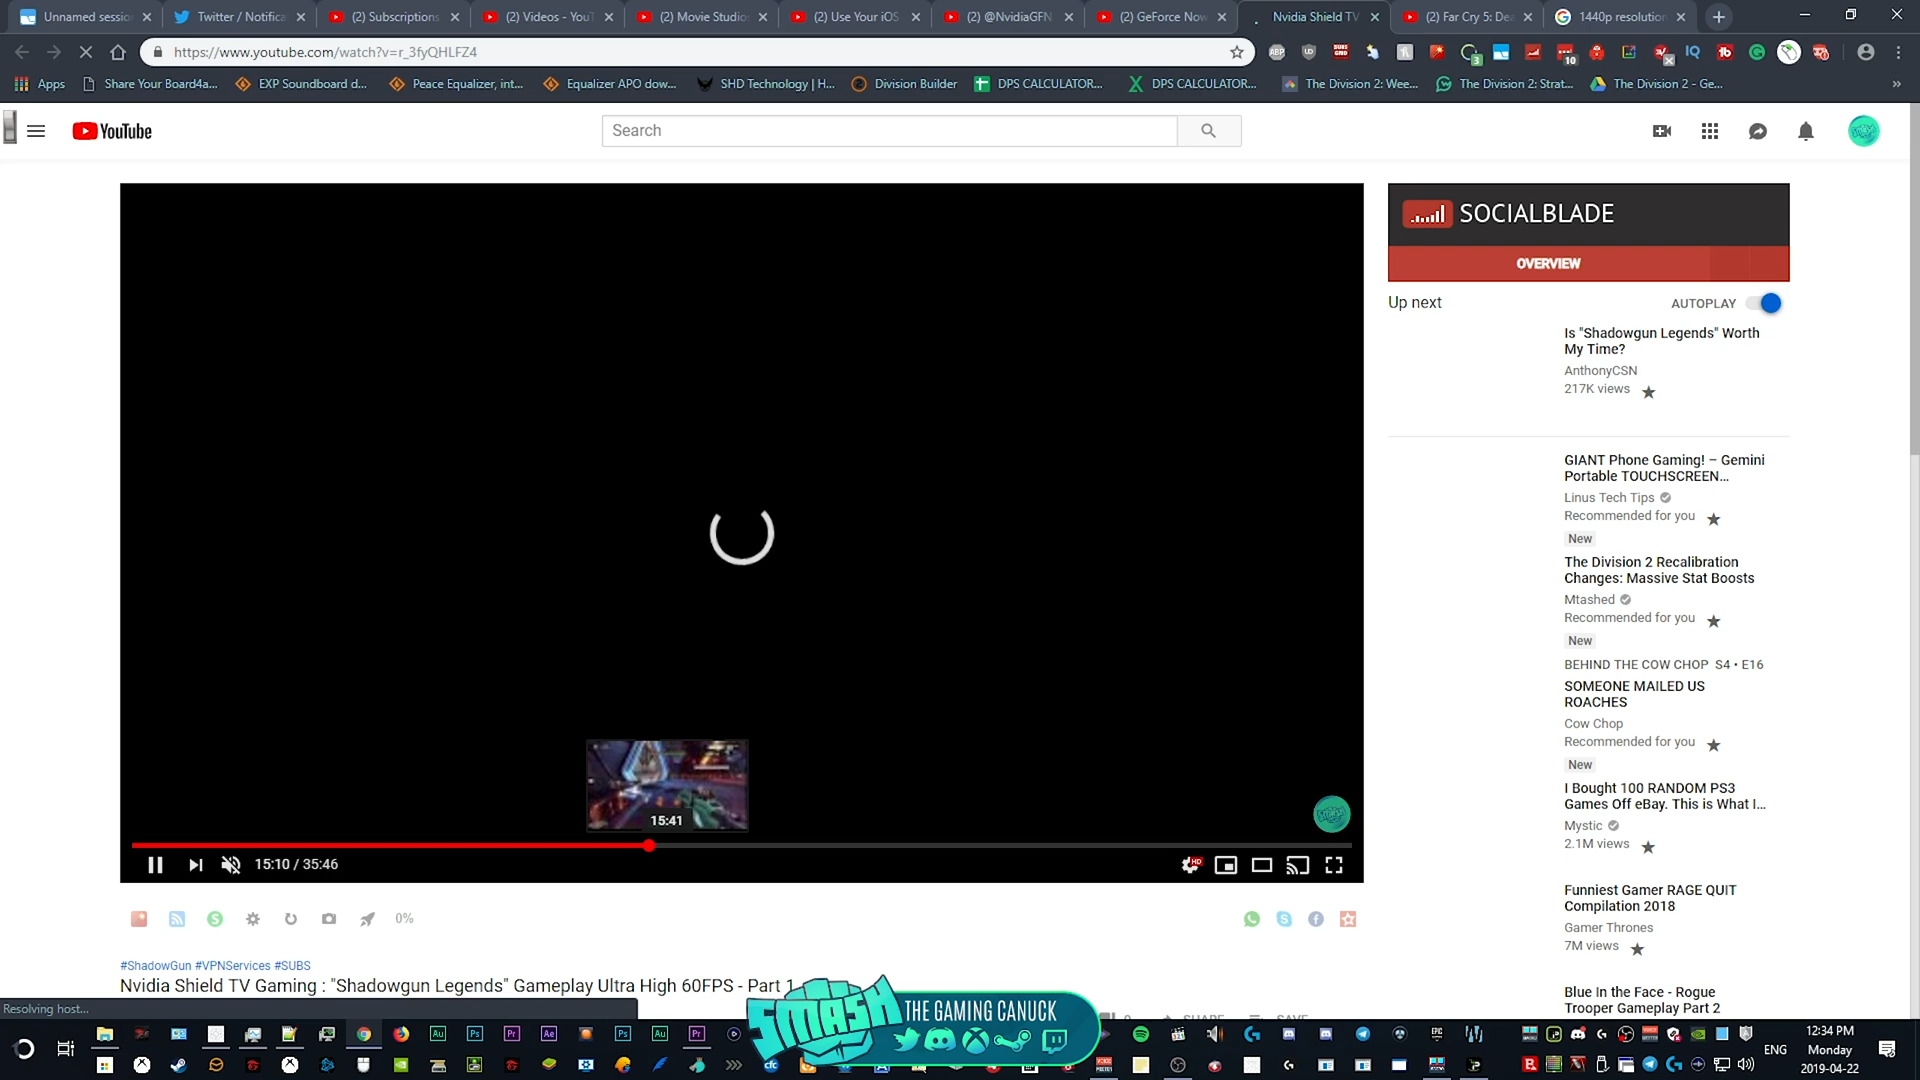 Unnamed sessio
Twitter / Notifica
(2) Subscriptions
(2) Videos - YouT
(2) Movie Studio
(2) Use Your iOS
(2) @NvidiaGFN
(2) GeForce Now
Nvidia Shield TV
(2) Far Cry 5: Dea
1440p resolution
https://www.youtube.com/watch?v=r_3fyQHLFZ4
Apps
Share Your Board4a...
EXP Soundboard d...
Peace Equalizer, int...
Equalizer APO dow...
SHD Technology | H...
Division Builder
DPS CALCULATOR...
DPS CALCULATOR...
The Division 2: Wee...
The Division 2: Strat...
The Division 2 - Ge...
YouTube
Search
SOCIALBLADE
OVERVIEW
Up next
AUTOPLAY
Is "Shadowgun Legends" Worth
My Time?
AnthonyCSN
217K views
GIANT Phone Gaming! – Gemini
Portable TOUCHSCREEN...
Linus Tech Tips
Recommended for you
New
The Division 2 Recalibration
Changes: Massive Stat Boosts
Mtashed
Recommended for you
New
BEHIND THE COW CHOP S4 • E16
SOMEONE MAILED US
ROACHES
Cow Chop
Recommended for you
New
I Bought 100 RANDOM PS3
Games Off eBay. This is What I...
Mystic
2.1M views
Funniest Gamer RAGE QUIT
Compilation 2018
Gamer Thrones
7M views
Blue In the Face - Rogue
Trooper Gameplay Part 2
15:41
15:10 / 35:46
HD
0%
#ShadowGun #VPNServices #SUBS
Nvidia Shield TV Gaming : "Shadowgun Legends" Gameplay Ultra High 60FPS - Part 1
Resolving host...
SMASH
THE GAMING CANUCK
SHARE
SAVE
ENG
12:34 PM
Monday
2019-04-22